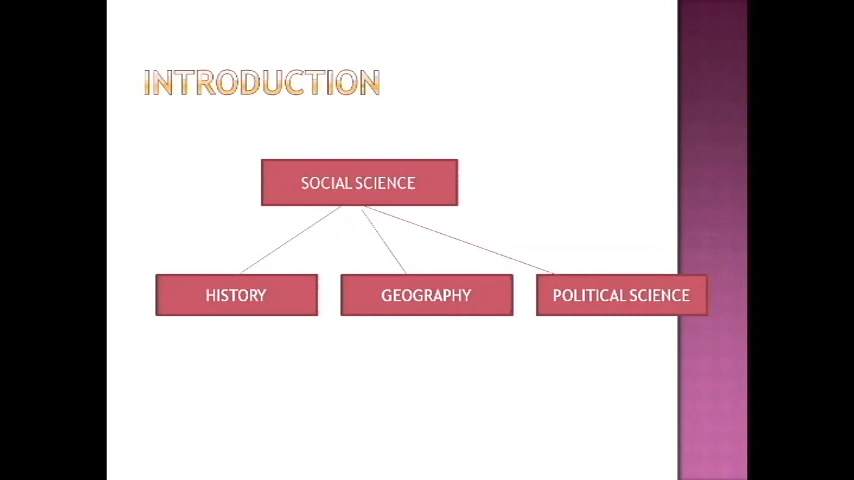 INTRODUCTION
SOCIAL SCIENCE
HISTORY
GEOGRAPHY
POLITICAL SCIENCE